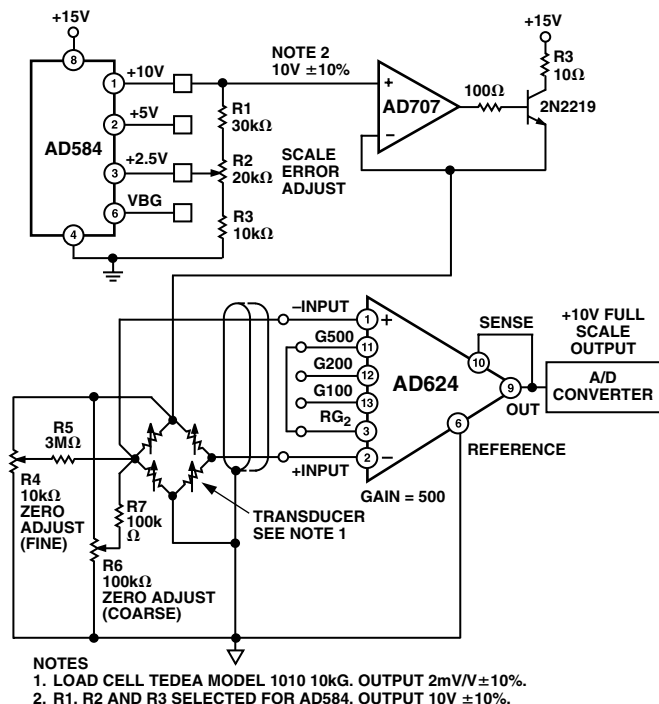 +15V
8
AD584
1
+10V
2
+5V
3
+2.5V
6
VBG
4
R1
30kΩ
R2
20kΩ
R3
10kΩ
SCALE
ERROR
ADJUST
NOTE 2
10V ±10%
+
AD707
–
100Ω
+15V
R3
10Ω
2N2219
–INPUT
1
+
G500
11
G200
12
G100
13
RG2
3
+INPUT
2
–
AD624
GAIN = 500
SENSE
10
9
OUT
6
REFERENCE
+10V FULL
SCALE
OUTPUT
A/D
CONVERTER
R5
3MΩ
R4
10kΩ
ZERO
ADJUST
(FINE)
R7
100k
Ω
R6
100kΩ
ZERO ADJUST
(COARSE)
TRANSDUCER
SEE NOTE 1
NOTES
1. LOAD CELL TEDEA MODEL 1010 10kG. OUTPUT 2mV/V±10%.
2. R1, R2 AND R3 SELECTED FOR AD584. OUTPUT 10V ±10%.